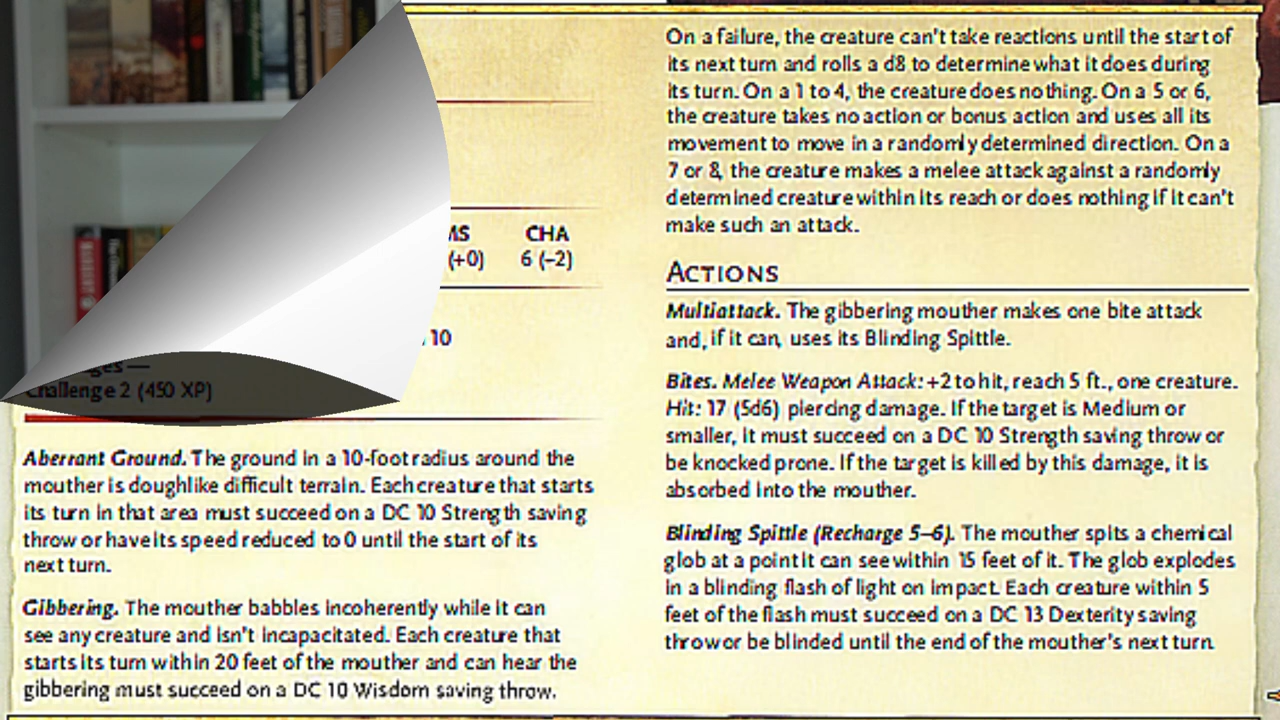 MS CHA
(+0) 6 (–2)
10
Challenge 2 (450 XP)
Aberrant Ground. The ground in a 10-foot radius around the
mouther is doughlike difficult terrain. Each creature that starts
its turn in that area must succeed on a DC 10 Strength saving
throw or have its speed reduced to 0 until the start of its
next turn.
Gibbering. The mouther babbles incoherently while it can
see any creature and isn't incapacitated. Each creature that
starts its turn within 20 feet of the mouther and can hear the
gibbering must succeed on a DC 10 Wisdom saving throw.
On a failure, the creature can't take reactions until the start of
its next turn and rolls a d8 to determine what it does during
its turn. On a 1 to 4, the creature does nothing. On a 5 or 6,
the creature takes no action or bonus action and uses all its
movement to move in a randomly determined direction. On a
7 or 8, the creature makes a melee attack against a randomly
determined creature within its reach or does nothing if it can't
make such an attack.
ACTIONS
Multiattack. The gibbering mouther makes one bite attack
and, if it can, uses its Blinding Spittle.
Bites. Melee Weapon Attack: +2 to hit, reach 5 ft., one creature.
Hit: 17 (5d6) piercing damage. If the target is Medium or
smaller, it must succeed on a DC 10 Strength saving throw or
be knocked prone. If the target is killed by this damage, it is
absorbed into the mouther.
Blinding Spittle (Recharge 5–6). The mouther spits a chemical
glob at a point it can see within 15 feet of it. The glob explodes
in a blinding flash of light on impact. Each creature within 5
feet of the flash must succeed on a DC 13 Dexterity saving
throw or be blinded until the end of the mouther's next turn.